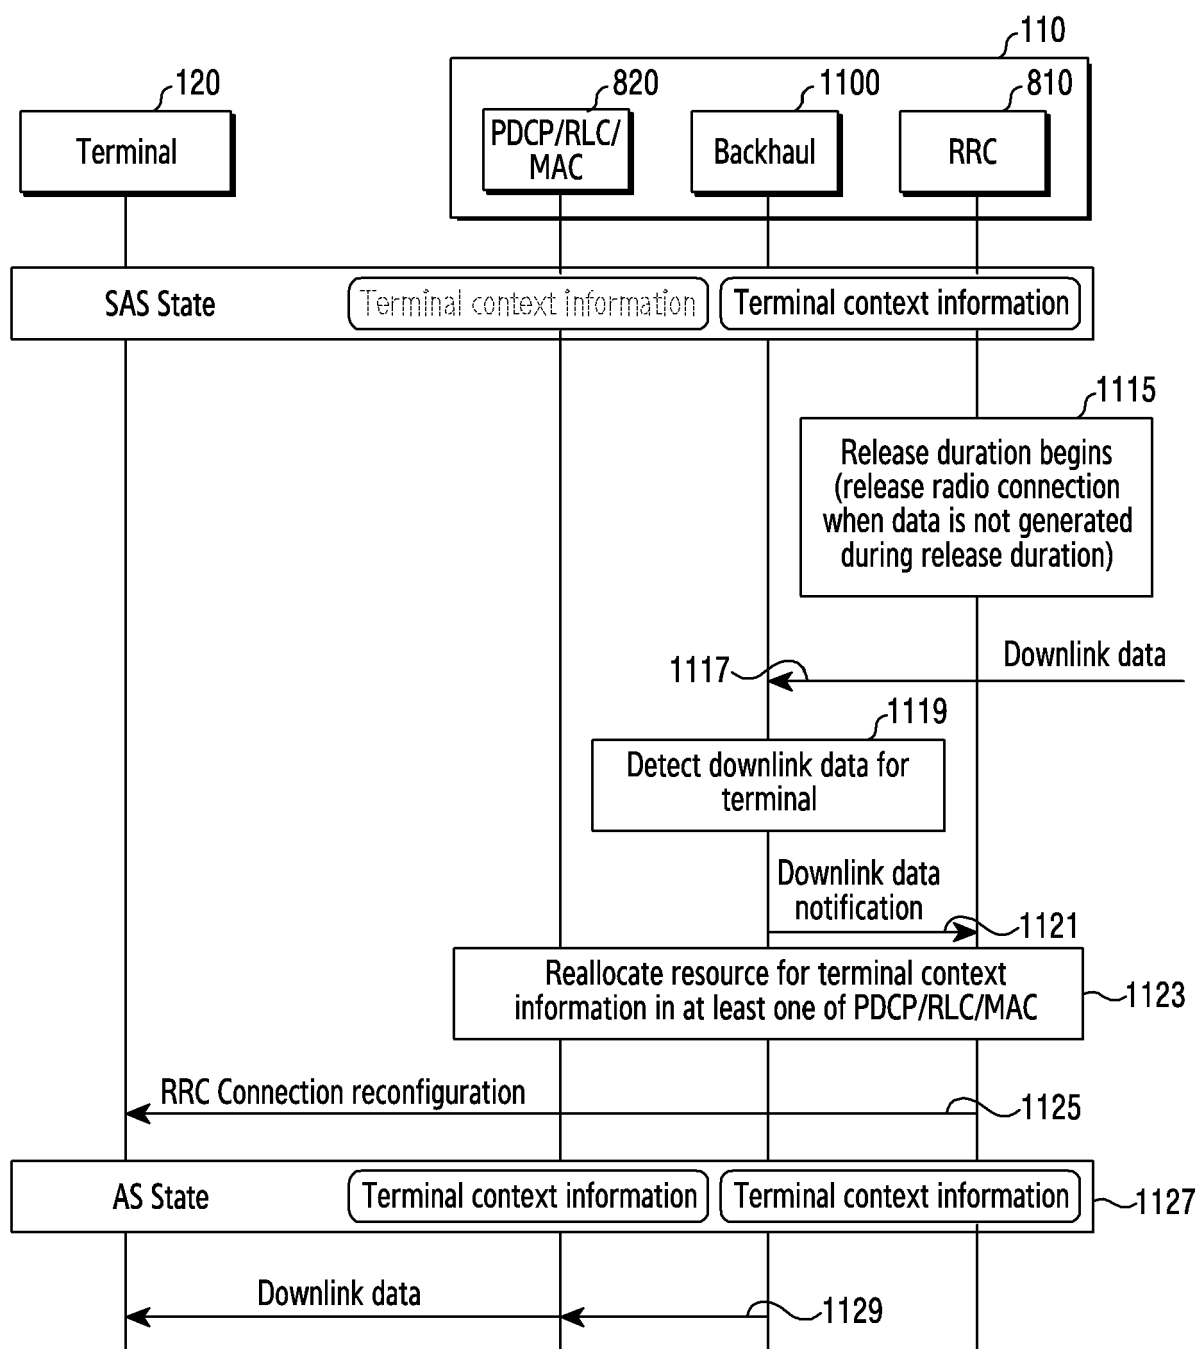 110
120
820
1100
810
Terminal
PDCP/RLC/
MAC
Backhaul
RRC
SAS State
Terminal context information
Terminal context information
1115
Release duration begins
(release radio connection
when data is not generated
during release duration)
1117
Downlink data
1119
Detect downlink data for
terminal
Downlink data
notification
1121
Reallocate resource for terminal context
information in at least one of PDCP/RLC/MAC
1123
RRC Connection reconfiguration
1125
AS State
Terminal context information
Terminal context information
1127
Downlink data
1129